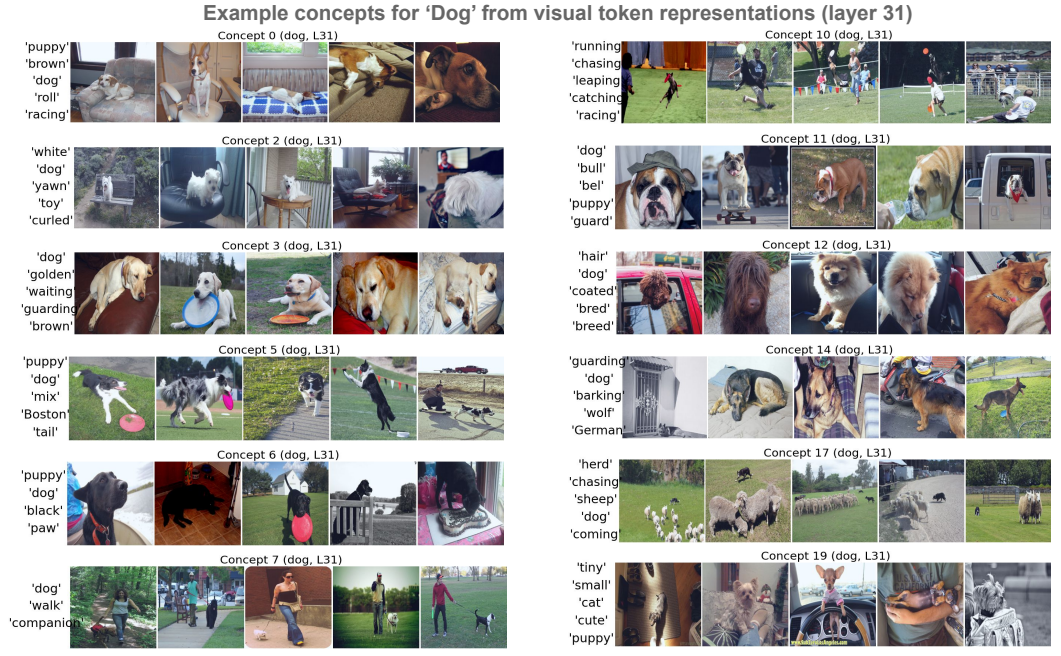 Example concepts for ‘Dog’ from visual token representations (layer 31)
Concept 0 (dog, L31)
'puppy'
'brown'
'dog'
'roll'
'racing'
Concept 2 (dog, L31)
'white'
'dog'
'yawn'
'toy'
'curled'
Concept 3 (dog, L31)
'dog'
'golden'
'waiting'
'guarding
'brown'
Concept 5 (dog, L31)
'puppy'
'dog'
'mix'
'Boston'
'tail'
Concept 6 (dog, L31)
'puppy'
'dog'
'black'
'paw'
Concept 7 (dog, L31)
'dog'
'walk'
'companion'
Concept 10 (dog, L31)
'running
'chasing
'leaping
'catching
'racing'
Concept 11 (dog, L31)
'dog'
'bull'
'bel'
'puppy'
'guard'
Concept 12 (dog, L31)
'hair'
'dog'
'coated'
'bred'
'breed'
Concept 14 (dog, L31)
'guarding'
'dog'
'barking'
'wolf'
'German'
Concept 17 (dog, L31)
'herd'
'chasing'
'sheep'
'dog'
'coming'
Concept 19 (dog, L31)
'tiny'
'small'
'cat'
'cute'
'puppy'